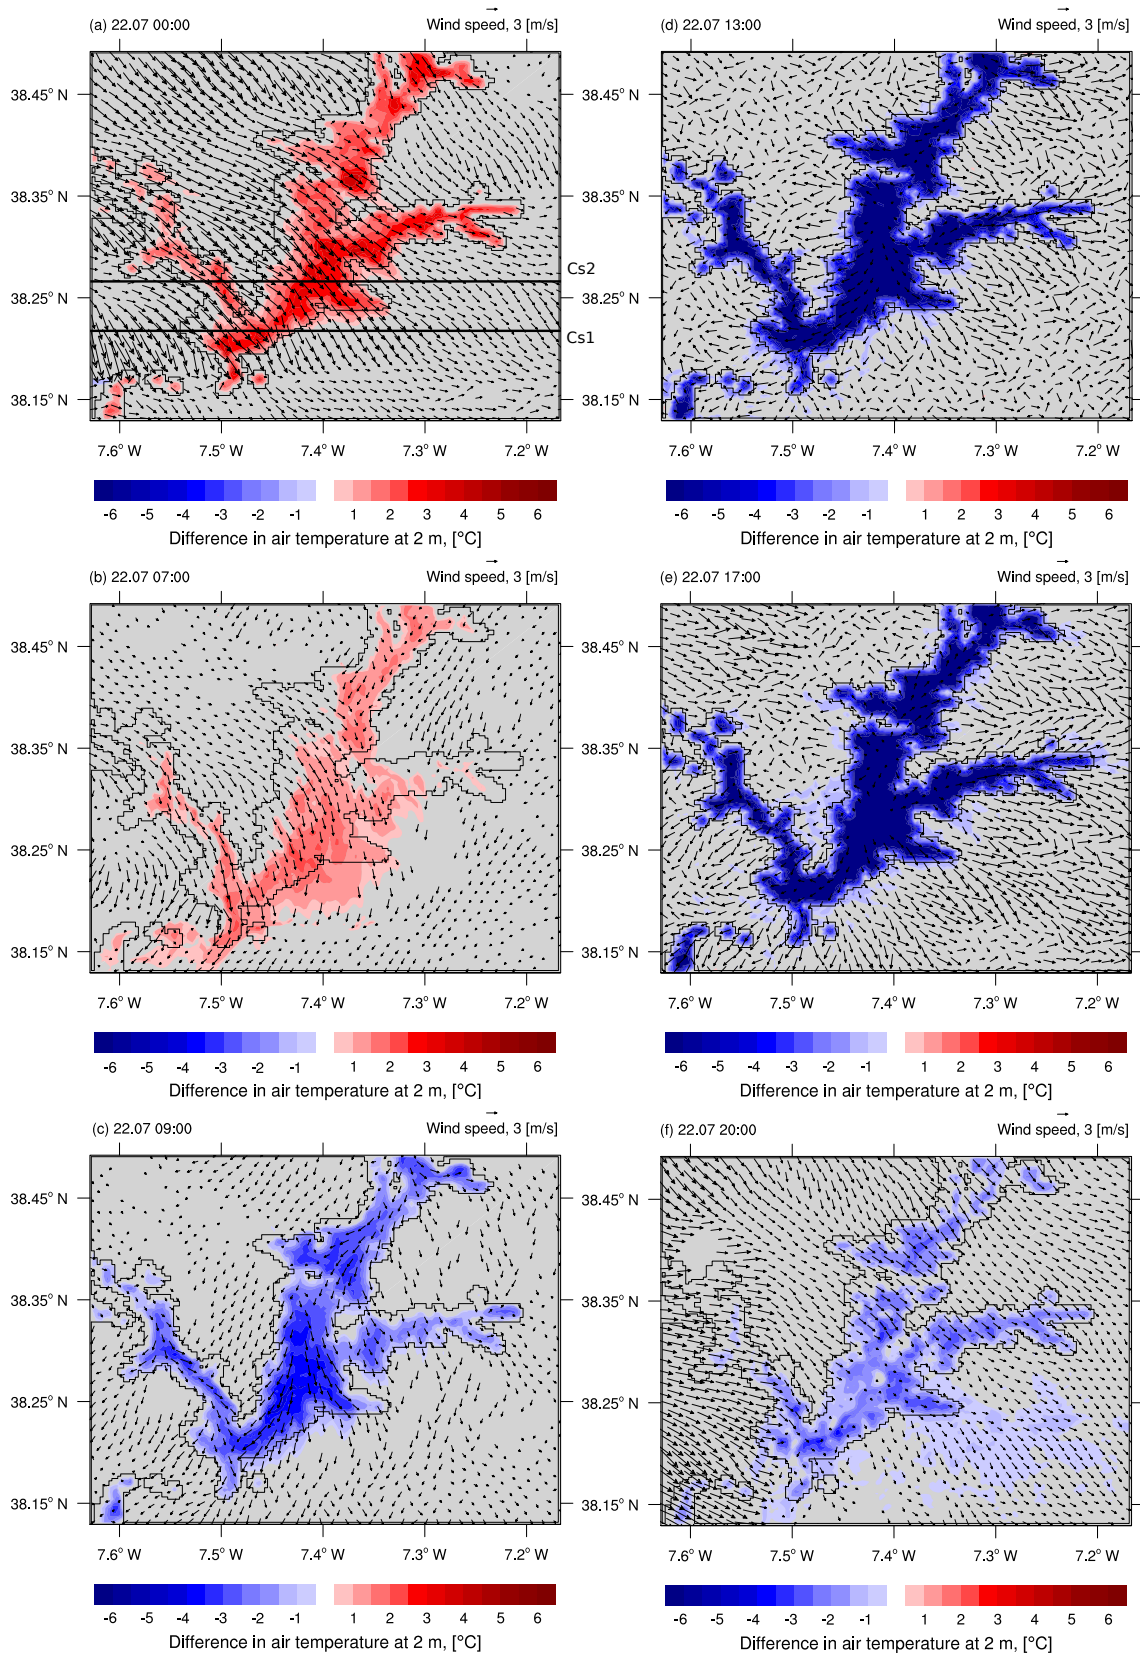 (a) 22.07 00:00 Wind speed, 3 [m/s]
38.45° N
38.35° N
38.25° N
38.15° N
Cs2
Cs1
7.6° W 7.5° W 7.4° W 7.3° W 7.2° W
-6 -5 -4 -3 -2 -1 1 2 3 4 5 6
Difference in air temperature at 2 m, [°C]
(d) 22.07 13:00 Wind speed, 3 [m/s]
38.45° N
38.35° N
38.25° N
38.15° N
7.6° W 7.5° W 7.4° W 7.3° W 7.2° W
-6 -5 -4 -3 -2 -1 1 2 3 4 5 6
Difference in air temperature at 2 m, [°C]
(b) 22.07 07:00 Wind speed, 3 [m/s]
38.45° N
38.35° N
38.25° N
38.15° N
7.6° W 7.5° W 7.4° W 7.3° W 7.2° W
-6 -5 -4 -3 -2 -1 1 2 3 4 5 6
Difference in air temperature at 2 m, [°C]
(e) 22.07 17:00 Wind speed, 3 [m/s]
38.45° N
38.35° N
38.25° N
38.15° N
7.6° W 7.5° W 7.4° W 7.3° W 7.2° W
-6 -5 -4 -3 -2 -1 1 2 3 4 5 6
Difference in air temperature at 2 m, [°C]
(c) 22.07 09:00 Wind speed, 3 [m/s]
38.45° N
38.35° N
38.25° N
38.15° N
7.6° W 7.5° W 7.4° W 7.3° W 7.2° W
-6 -5 -4 -3 -2 -1 1 2 3 4 5 6
Difference in air temperature at 2 m, [°C]
(f) 22.07 20:00 Wind speed, 3 [m/s]
38.45° N
38.35° N
38.25° N
38.15° N
7.6° W 7.5° W 7.4° W 7.3° W 7.2° W
-6 -5 -4 -3 -2 -1 1 2 3 4 5 6
Difference in air temperature at 2 m, [°C]